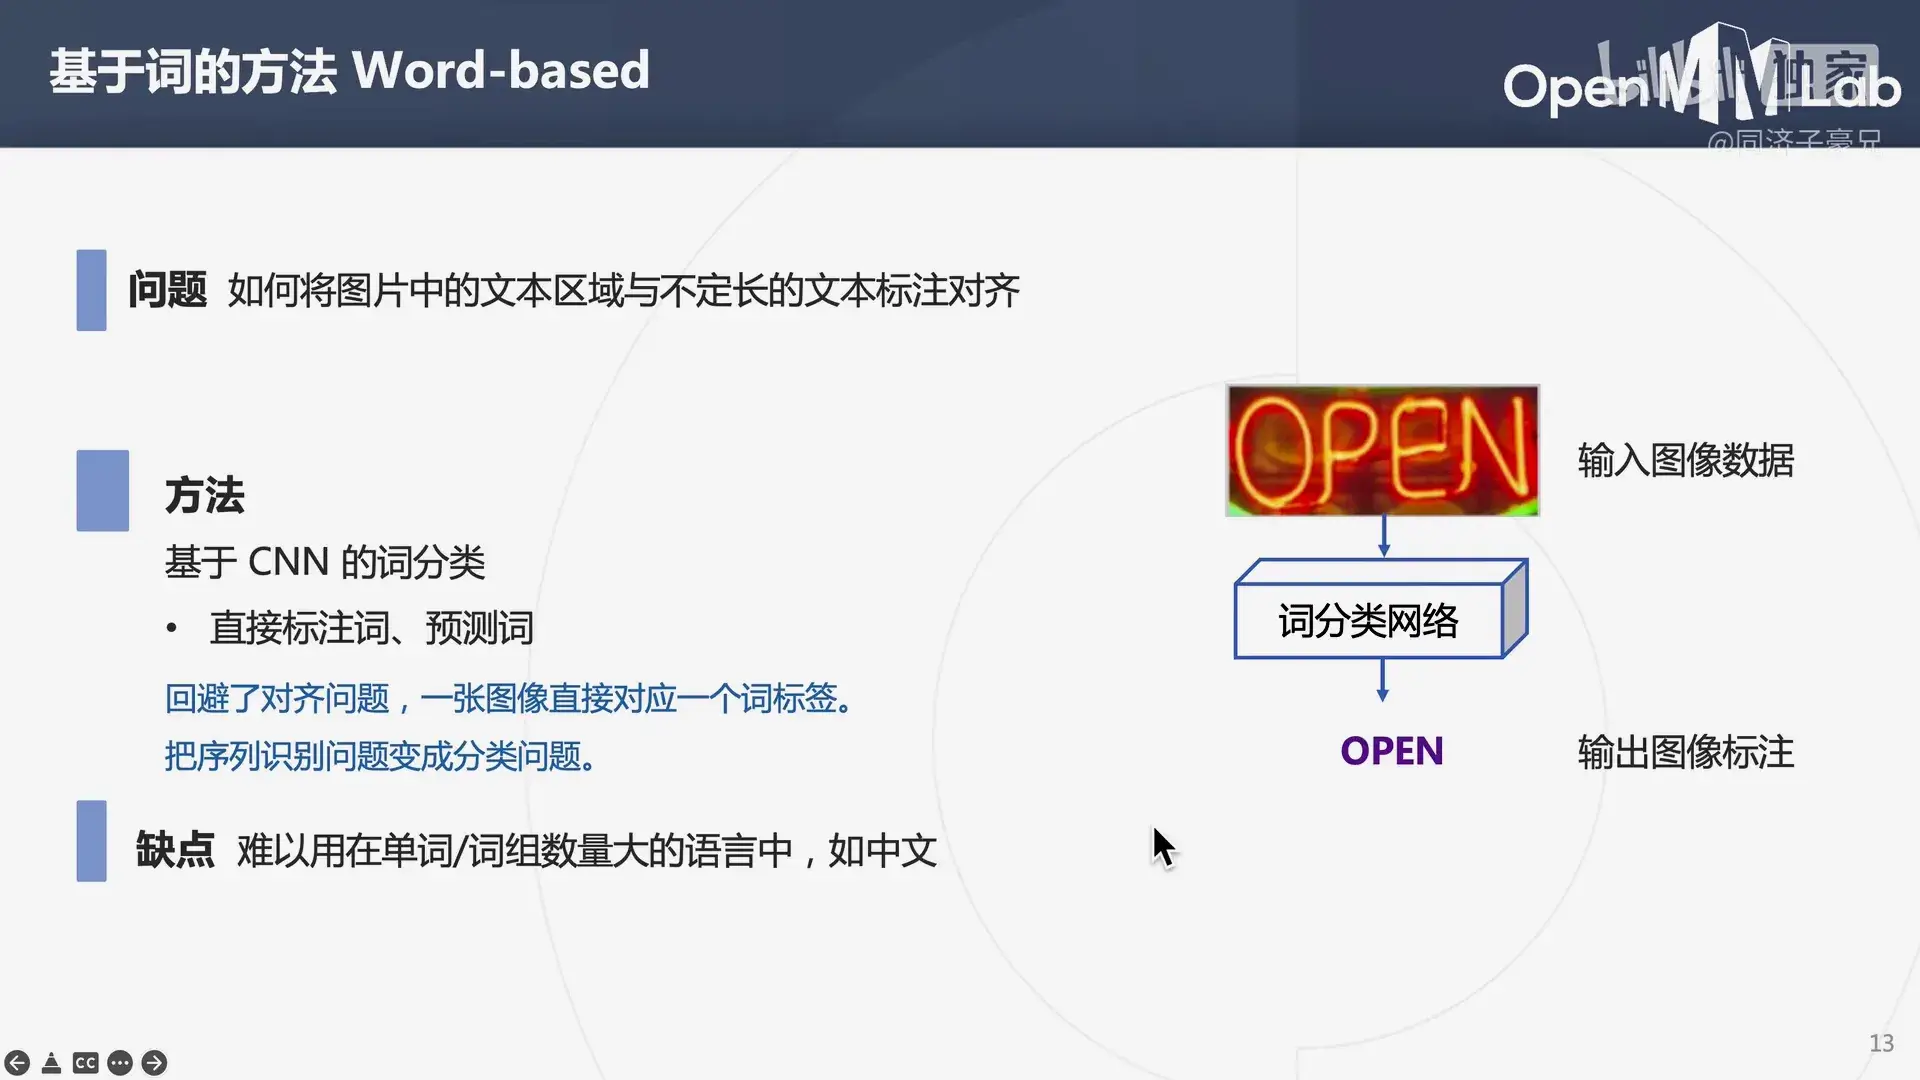 基于词的方法 Word-based
OpenMMLab
bilibili 独家
@同济子豪兄
问题 如何将图片中的文本区域与不定长的文本标注对齐
OPEN
输入图像数据
方法
基于 CNN 的词分类
• 直接标注词、预测词
词分类网络
回避了对齐问题，一张图像直接对应一个词标签。
把序列识别问题变成分类问题。
OPEN
输出图像标注
缺点 难以用在单词/词组数量大的语言中，如中文
CC
13